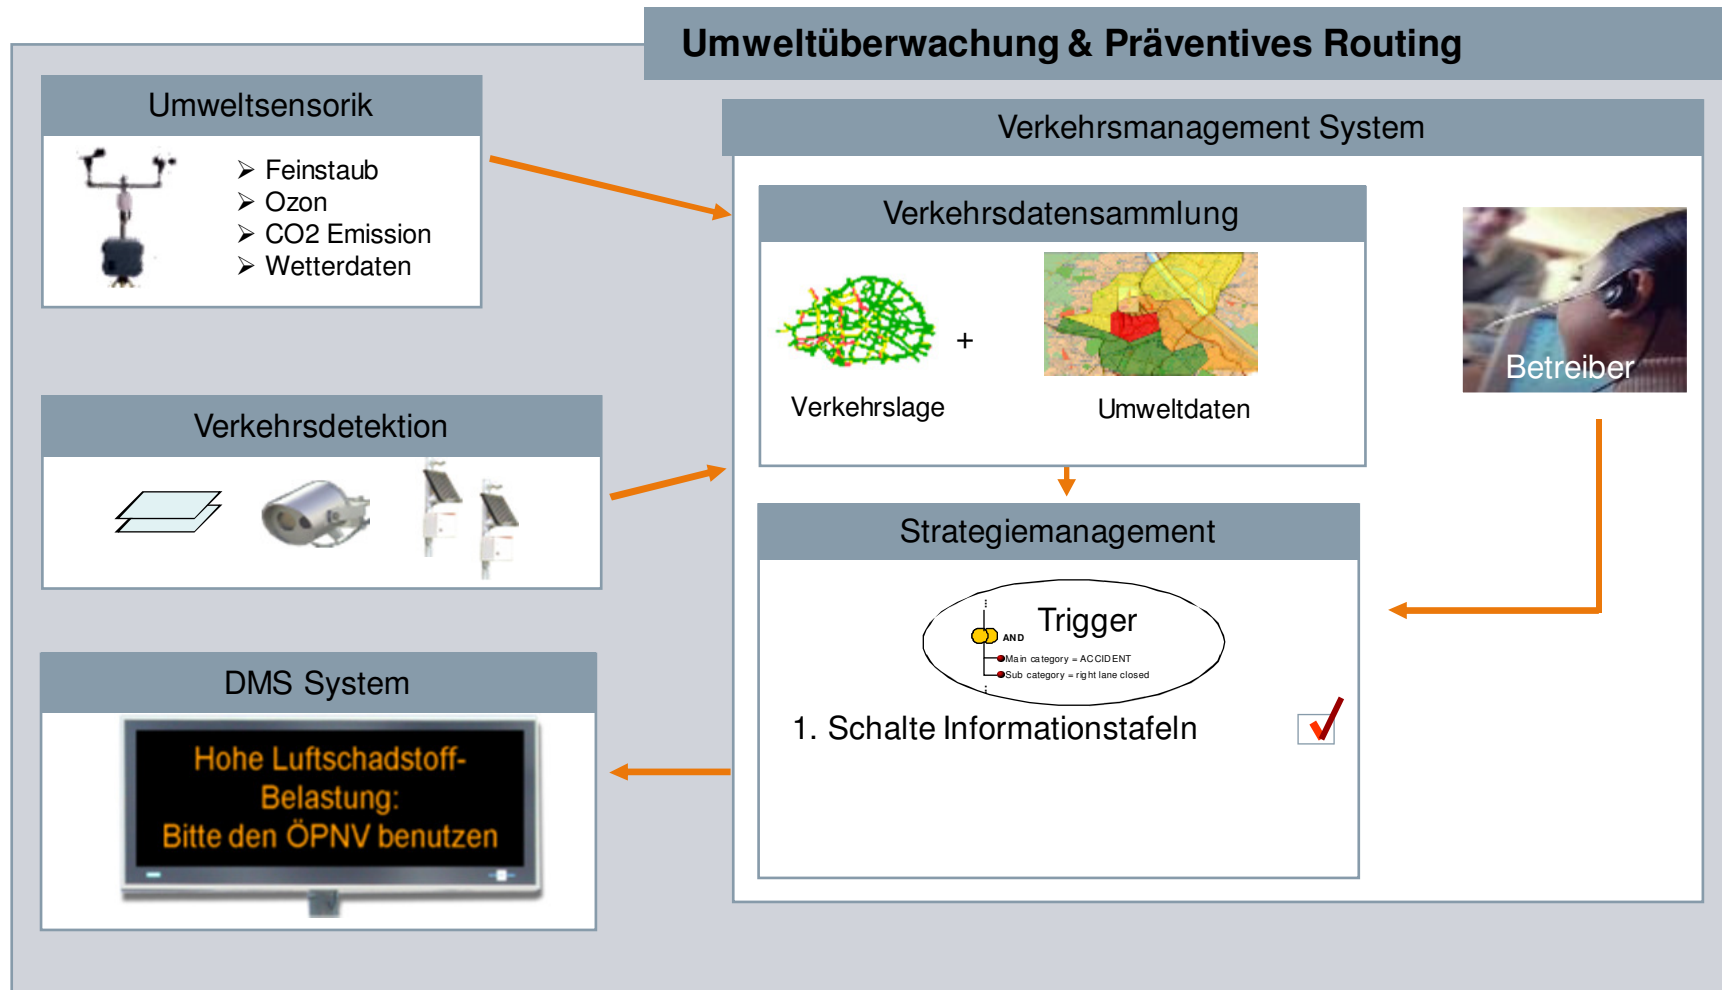 Umweltüberwachung & Präventives Routing
Umweltsensorik
➢ Feinstaub
➢ Ozon
➢ CO2 Emission
➢ Wetterdaten
Verkehrsmanagement System
Verkehrsdatensammlung
+
Verkehrslage
Umweltdaten
Betreiber
Verkehrsdetektion
Strategiemanagement
Trigger
AND
Main category = ACCIDENT
Sub category = right lane closed
1. Schalte Informationstafeln
DMS System
Hohe Luftschadstoff-
Belastung:
Bitte den ÖPNV benutzen